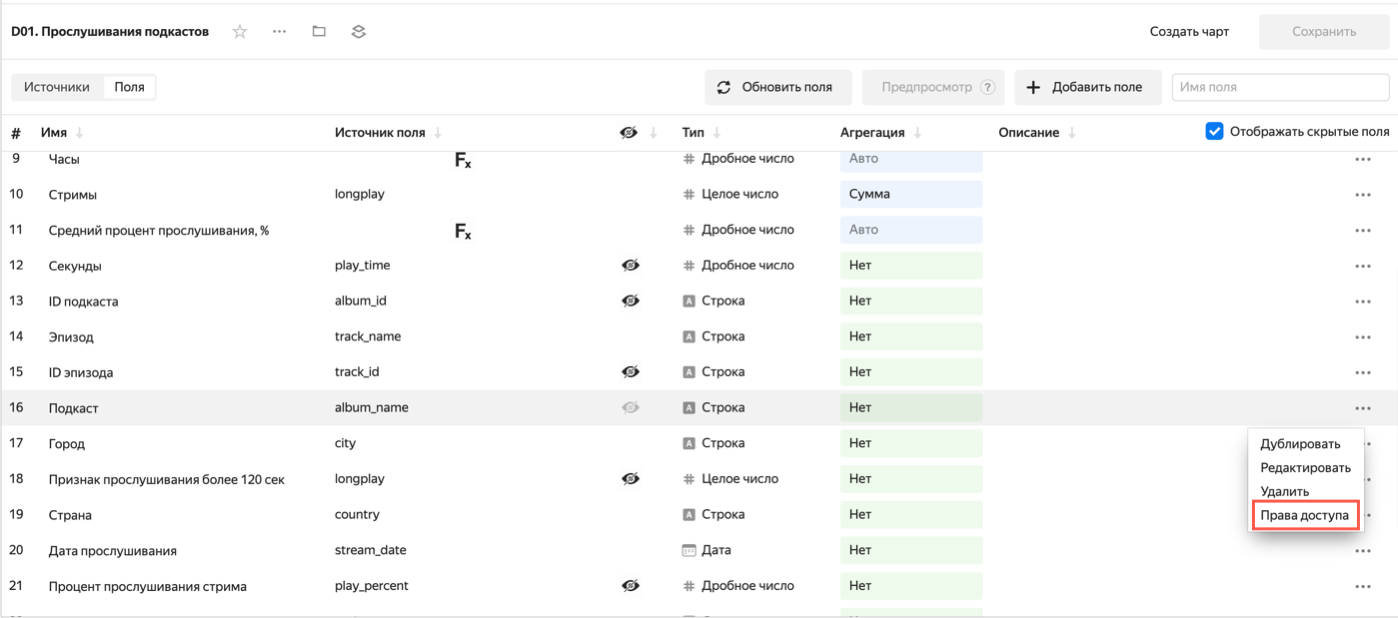 D01. Прослушивания подкастов Создать чарт Сохранить
Источники Поля Обновить поля Предпросмотр ? Добавить поле Имя поля
# Имя Источник поля Тип Агрегация Описание Отображать скрытые поля
9 Часы Fx # Дробное число Авто
10 Стримы longplay # Целое число Сумма
11 Средний процент прослушивания, % Fx # Дробное число Авто
12 Секунды play_time # Дробное число Нет
13 ID подкаста album_id A Строка Нет
14 Эпизод track_name A Строка Нет
15 ID эпизода track_id A Строка Нет
16 Подкаст album_name A Строка Нет
17 Город city A Строка Нет
Дублировать
Редактировать
18 Признак прослушивания более 120 сек longplay # Целое число Нет
Удалить
19 Страна country A Строка Нет
Права доступа
20 Дата прослушивания stream_date Дата Нет
21 Процент прослушивания стрима play_percent # Дробное число Нет